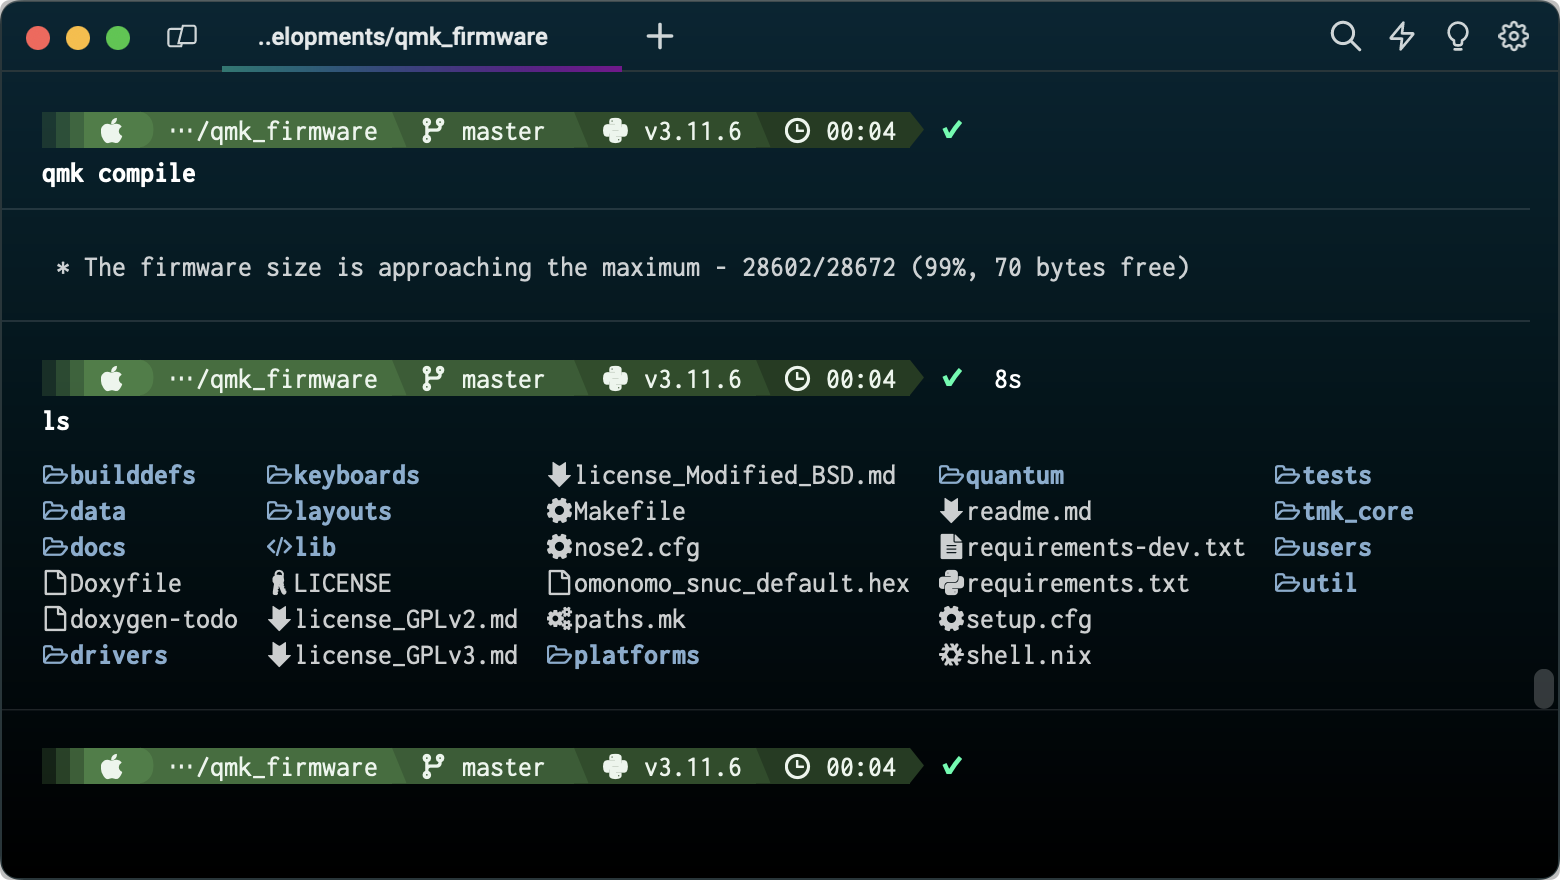 ..elopments/qmk_firmware
…/qmk_firmware master v3.11.6 00:04 ✓
qmk compile
* The firmware size is approaching the maximum - 28602/28672 (99%, 70 bytes free)
…/qmk_firmware master v3.11.6 00:04 ✓ 8s
ls
builddefs keyboards license_Modified_BSD.md quantum tests
data layouts Makefile readme.md tmk_core
docs lib nose2.cfg requirements-dev.txt users
Doxyfile LICENSE omonomo_snuc_default.hex requirements.txt util
doxygen-todo license_GPLv2.md paths.mk setup.cfg
drivers license_GPLv3.md platforms shell.nix
…/qmk_firmware master v3.11.6 00:04 ✓